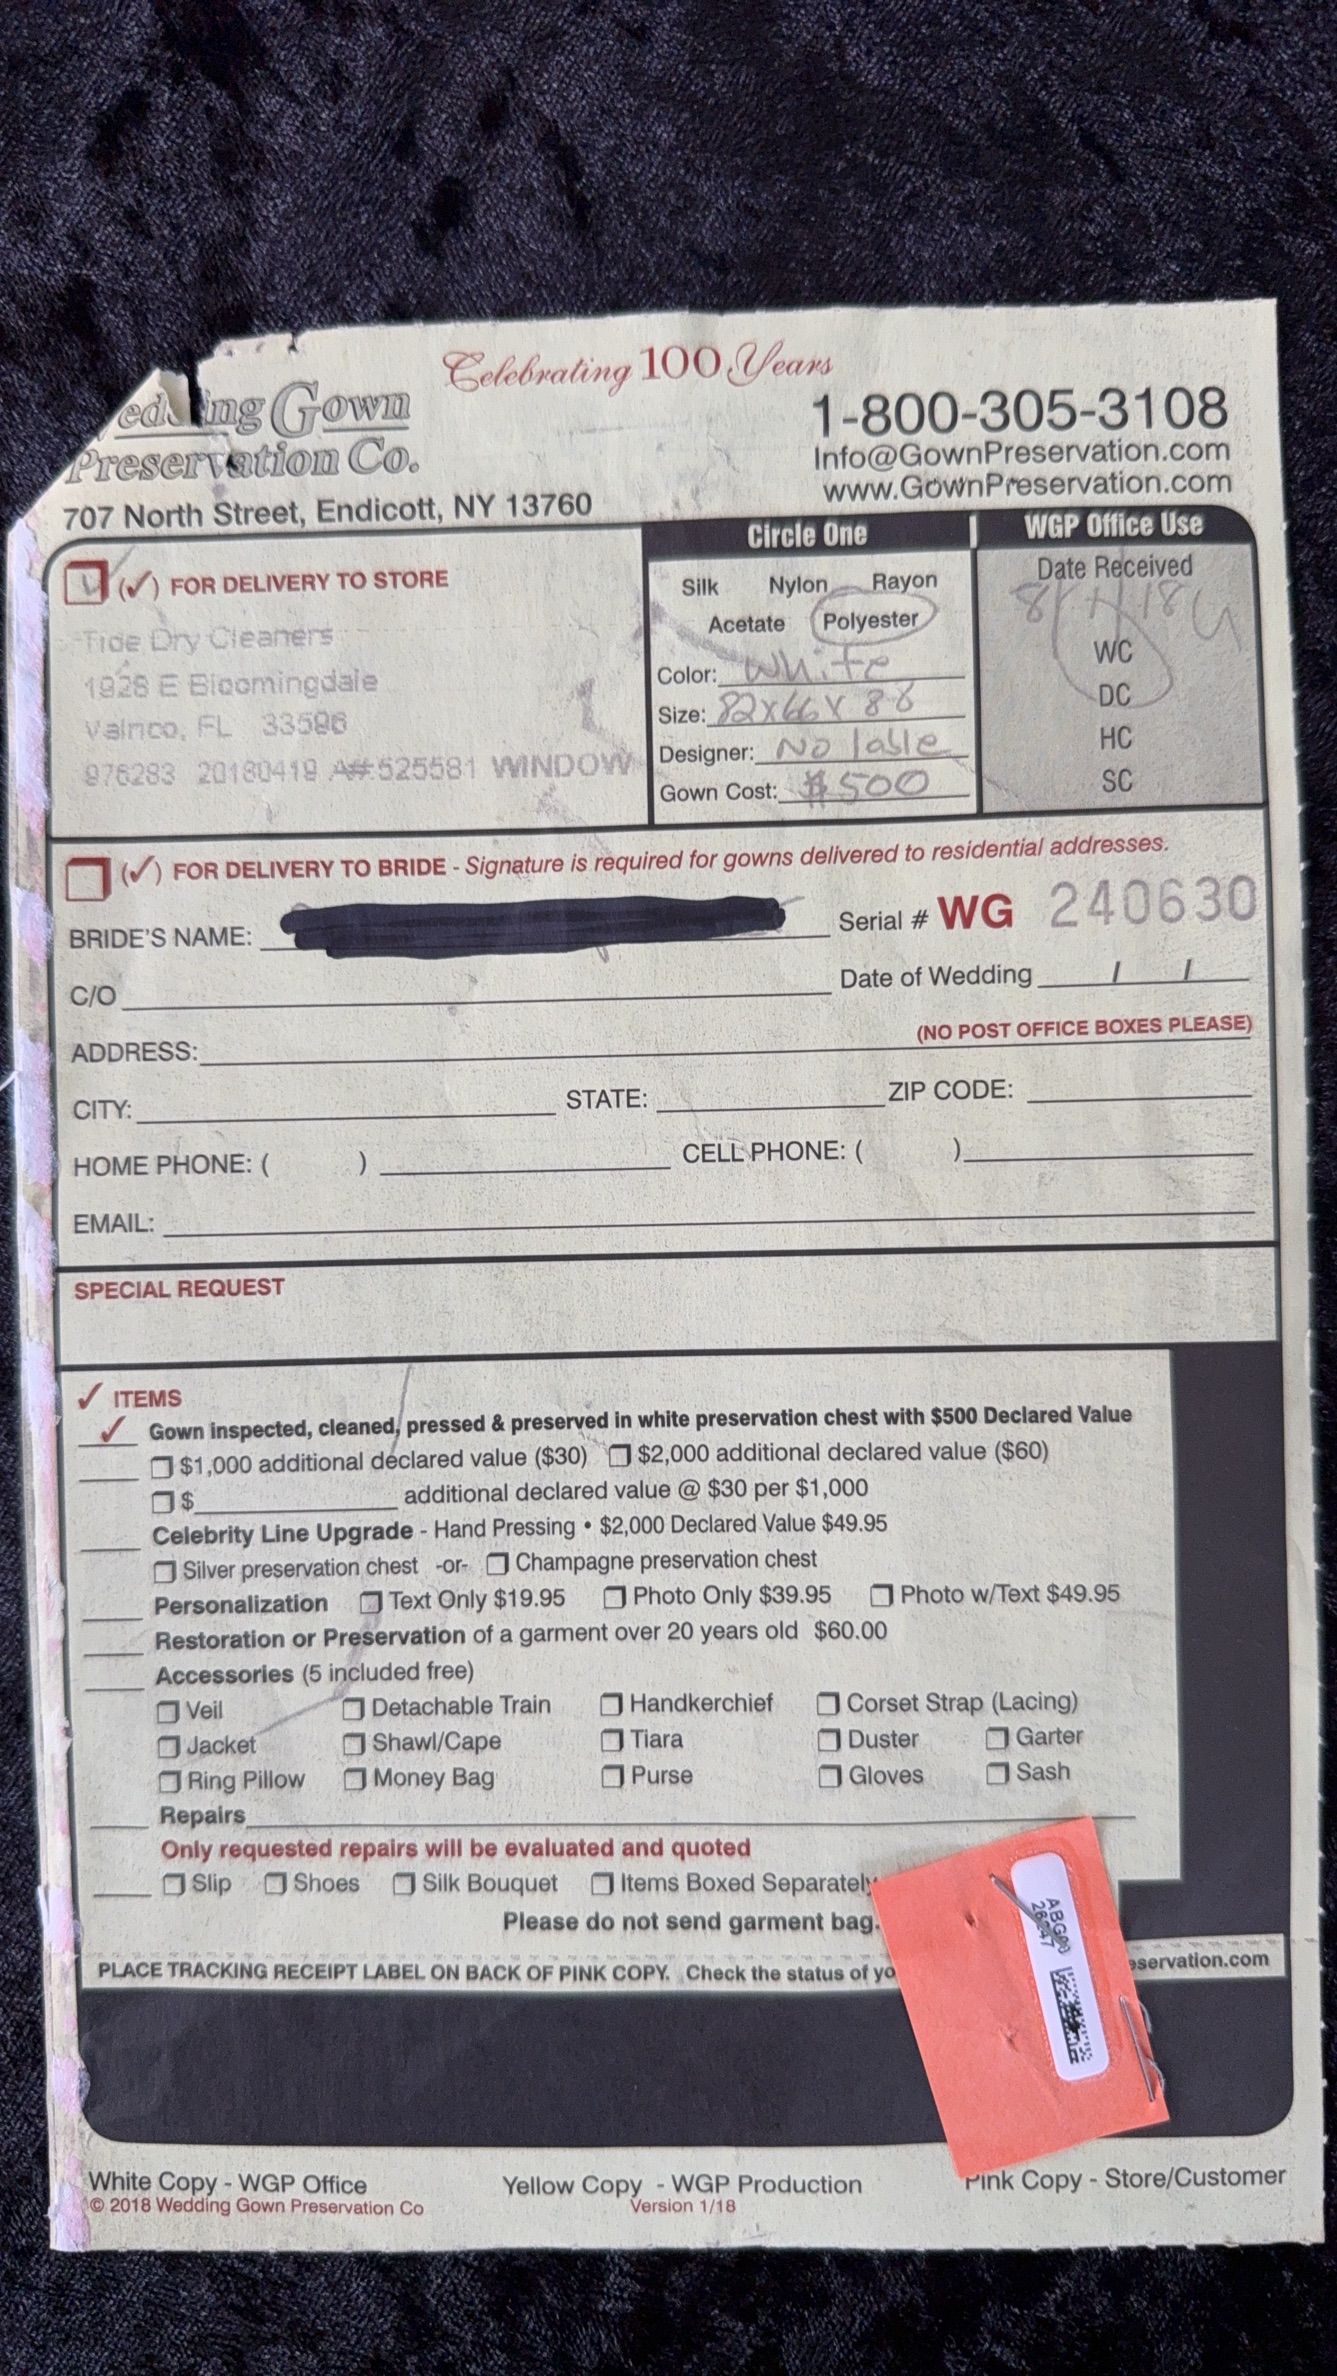 Celebrating 100 Years
edding Gown
Preservation Co.
707 North Street, Endicott, NY 13760
1-800-305-3108
Info@GownPreservation.com
www.GownPreservation.com
(✓) FOR DELIVERY TO STORE
Tide Dry Cleaners
1928 E Bloomingdale
Valrico, FL 33596
976283 20180419 A#:525581 WINDOW
1
Circle One
Silk Nylon Rayon
Acetate Polyester
Color: White
Size: 82x66x88
Designer: No lable
Gown Cost: $500
WGP Office Use
Date Received
WC
DC
HC
SC
(✓) FOR DELIVERY TO BRIDE - Signature is required for gowns delivered to residential addresses.
BRIDE'S NAME:
Serial # WG 240630
C/O
Date of Wedding / /
(NO POST OFFICE BOXES PLEASE)
ADDRESS:
CITY: STATE: ZIP CODE:
HOME PHONE: ( ) CELL PHONE: ( )
EMAIL:
SPECIAL REQUEST
✓ ITEMS
✓ Gown inspected, cleaned, pressed & preserved in white preservation chest with $500 Declared Value
$1,000 additional declared value ($30) $2,000 additional declared value ($60)
$ additional declared value @ $30 per $1,000
Celebrity Line Upgrade - Hand Pressing • $2,000 Declared Value $49.95
Silver preservation chest -or- Champagne preservation chest
Personalization Text Only $19.95 Photo Only $39.95 Photo w/Text $49.95
Restoration or Preservation of a garment over 20 years old $60.00
Accessories (5 included free)
Veil Detachable Train Handkerchief Corset Strap (Lacing)
Jacket Shawl/Cape Tiara Duster Garter
Ring Pillow Money Bag Purse Gloves Sash
Repairs
Only requested repairs will be evaluated and quoted
Slip Shoes Silk Bouquet Items Boxed Separately
Please do not send garment bag.
PLACE TRACKING RECEIPT LABEL ON BACK OF PINK COPY. Check the status of yo
eservation.com
White Copy - WGP Office Yellow Copy - WGP Production Pink Copy - Store/Customer
© 2018 Wedding Gown Preservation Co Version 1/18